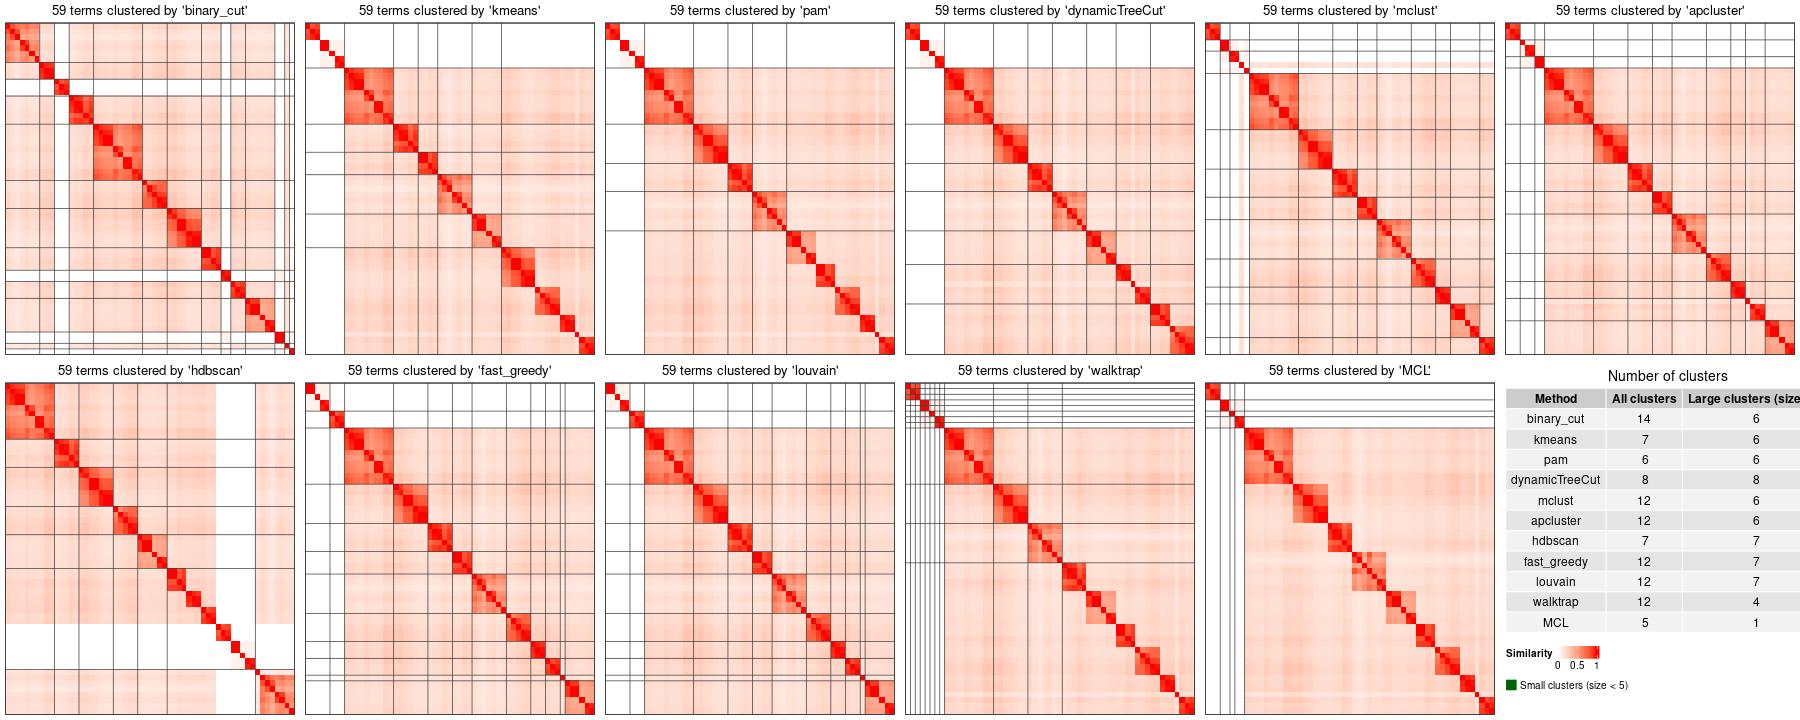 59 terms clustered by 'binary_cut'
59 terms clustered by 'kmeans'
59 terms clustered by 'pam'
59 terms clustered by 'dynamicTreeCut'
59 terms clustered by 'mclust'
59 terms clustered by 'apcluster'
59 terms clustered by 'hdbscan'
59 terms clustered by 'fast_greedy'
59 terms clustered by 'louvain'
59 terms clustered by 'walktrap'
59 terms clustered by 'MCL'
Number of clusters
Method All clusters Large clusters (size
binary_cut 14 6
kmeans 7 6
pam 6 6
dynamicTreeCut 8 8
mclust 12 6
apcluster 12 6
hdbscan 7 7
fast_greedy 12 7
louvain 12 7
walktrap 12 4
MCL 5 1
Similarity
0 0.5 1
Small clusters (size < 5)